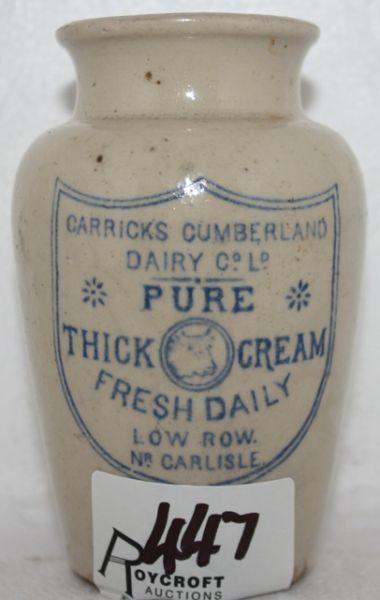 CARRICKS CUMBERLAND
DAIRY Co. LD
PURE
THICK CREAM
FRESH DAILY
LOW ROW.
NR CARLISLE.
447
ROYCROFT
AUCTIONS